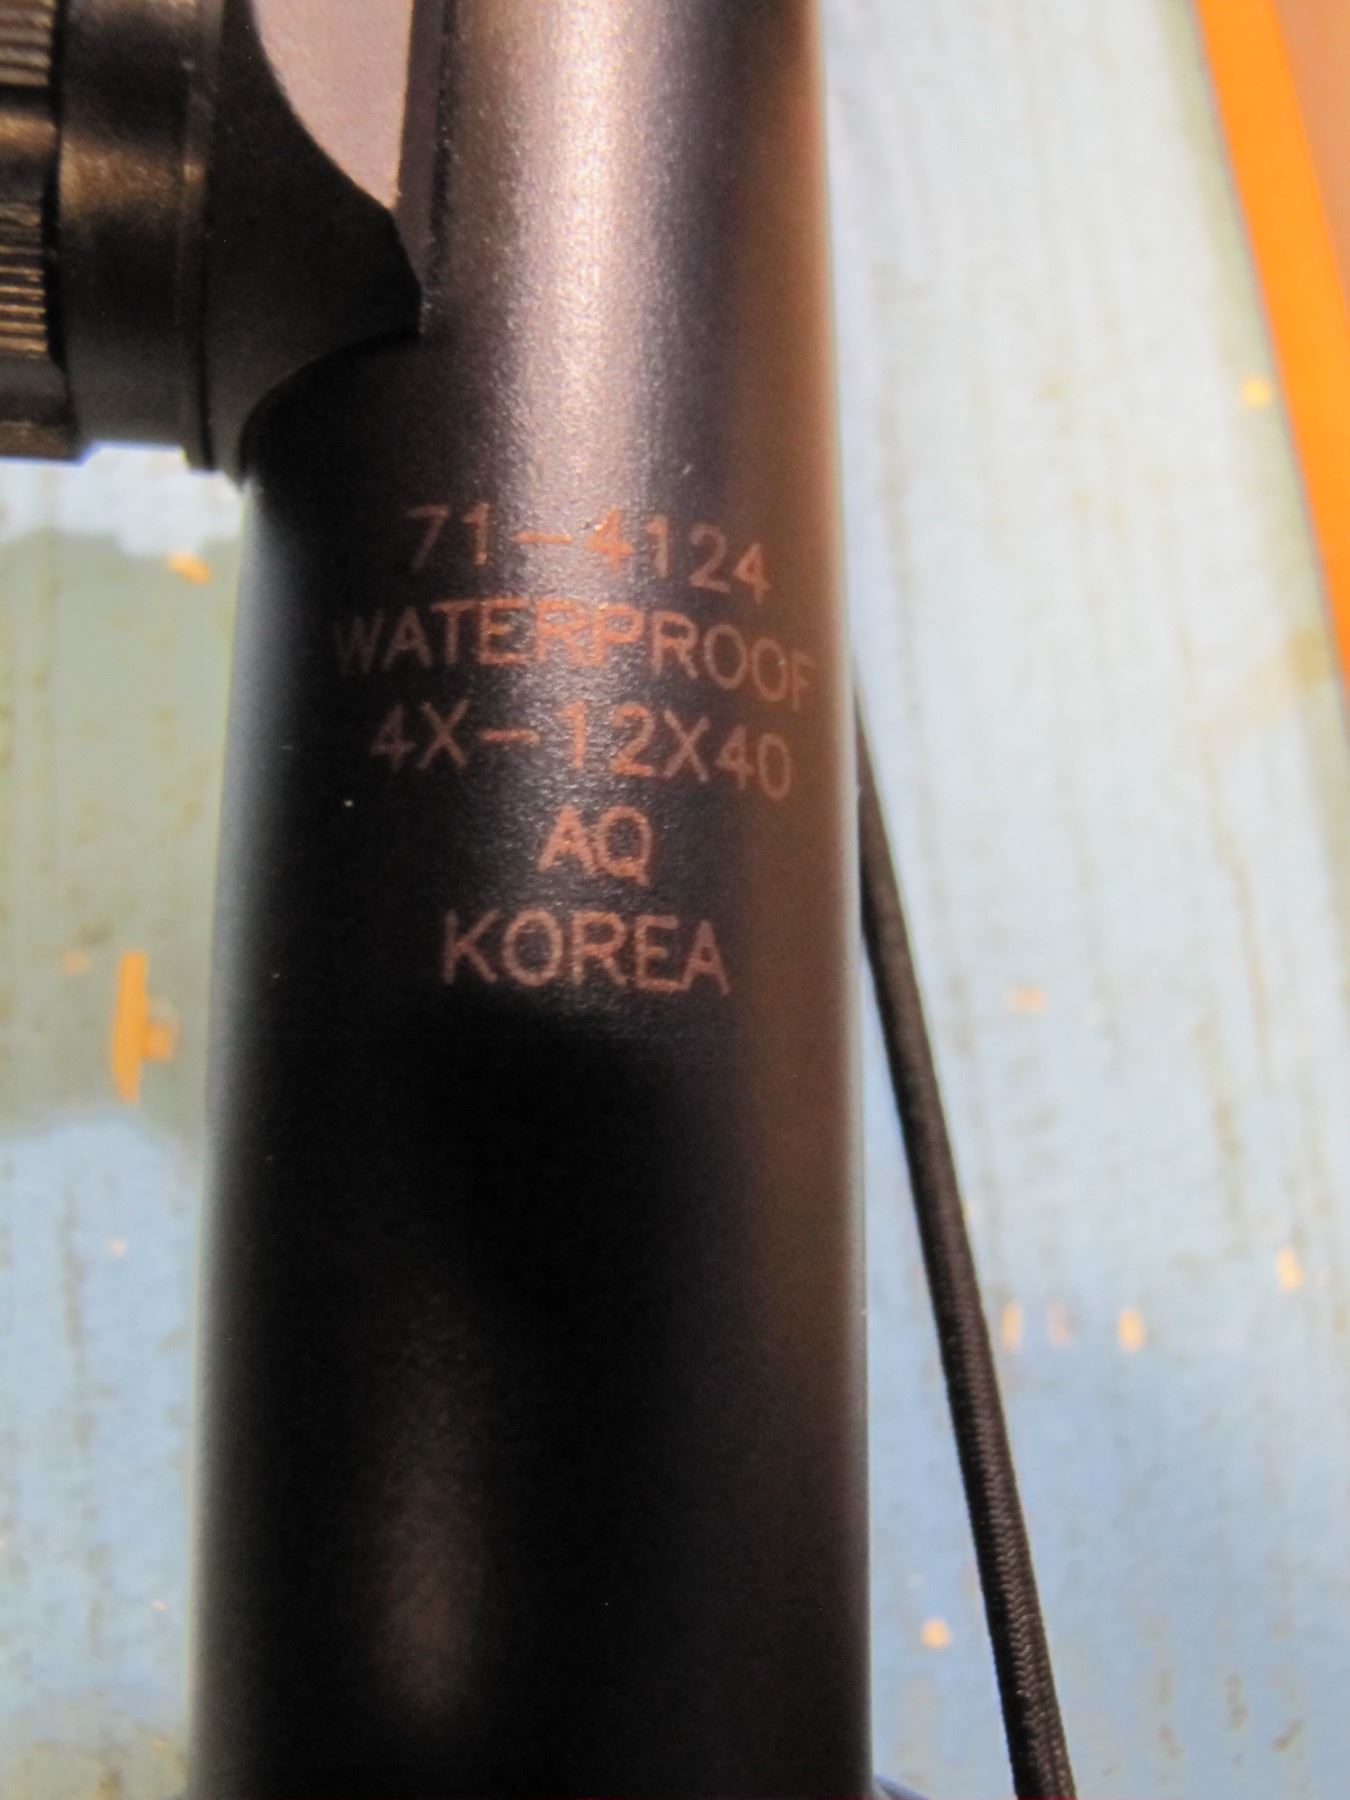 71-4124
WATERPROOF
4X-12X40
AQ
KOREA